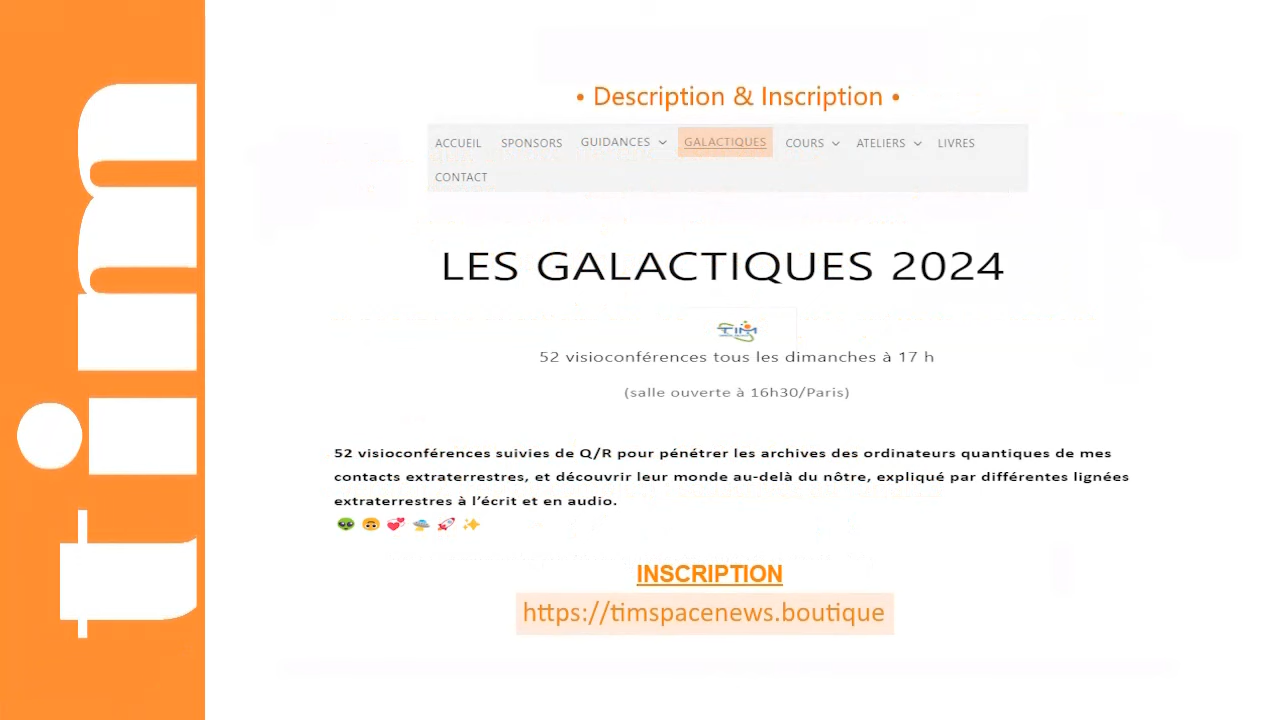 tim
• Description & Inscription •
ACCUEIL SPONSORS GUIDANCES GALACTIQUES COURS ATELIERS LIVRES
CONTACT
LES GALACTIQUES 2024
TIM
52 visioconférences tous les dimanches à 17 h
(salle ouverte à 16h30/Paris)
52 visioconférences suivies de Q/R pour pénétrer les archives des ordinateurs quantiques de mes
contacts extraterrestres, et découvrir leur monde au-delà du nôtre, expliqué par différentes lignées
extraterrestres à l’écrit et en audio.
👽 🙃 💞 🛸 🚀 ✨
INSCRIPTION
https://timspacenews.boutique